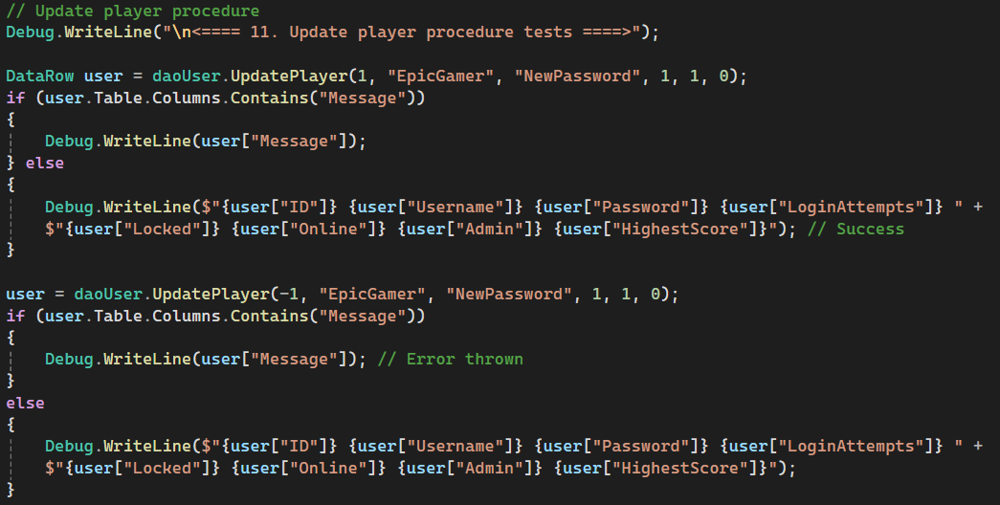 // Update player procedure
Debug.WriteLine("\n<==== 11. Update player procedure tests ====>");
DataRow user = daoUser.UpdatePlayer(1, "EpicGamer", "NewPassword", 1, 1, 0);
if (user.Table.Columns.Contains("Message"))
{
    Debug.WriteLine(user["Message"]);
} else
{
    Debug.WriteLine($"{user["ID"]} {user["Username"]} {user["Password"]} {user["LoginAttempts"]} " +
    $"{user["Locked"]} {user["Online"]} {user["Admin"]} {user["HighestScore"]}"); // Success
}
user = daoUser.UpdatePlayer(-1, "EpicGamer", "NewPassword", 1, 1, 0);
if (user.Table.Columns.Contains("Message"))
{
    Debug.WriteLine(user["Message"]); // Error thrown
}
else
{
    Debug.WriteLine($"{user["ID"]} {user["Username"]} {user["Password"]} {user["LoginAttempts"]} " +
    $"{user["Locked"]} {user["Online"]} {user["Admin"]} {user["HighestScore"]}");
}